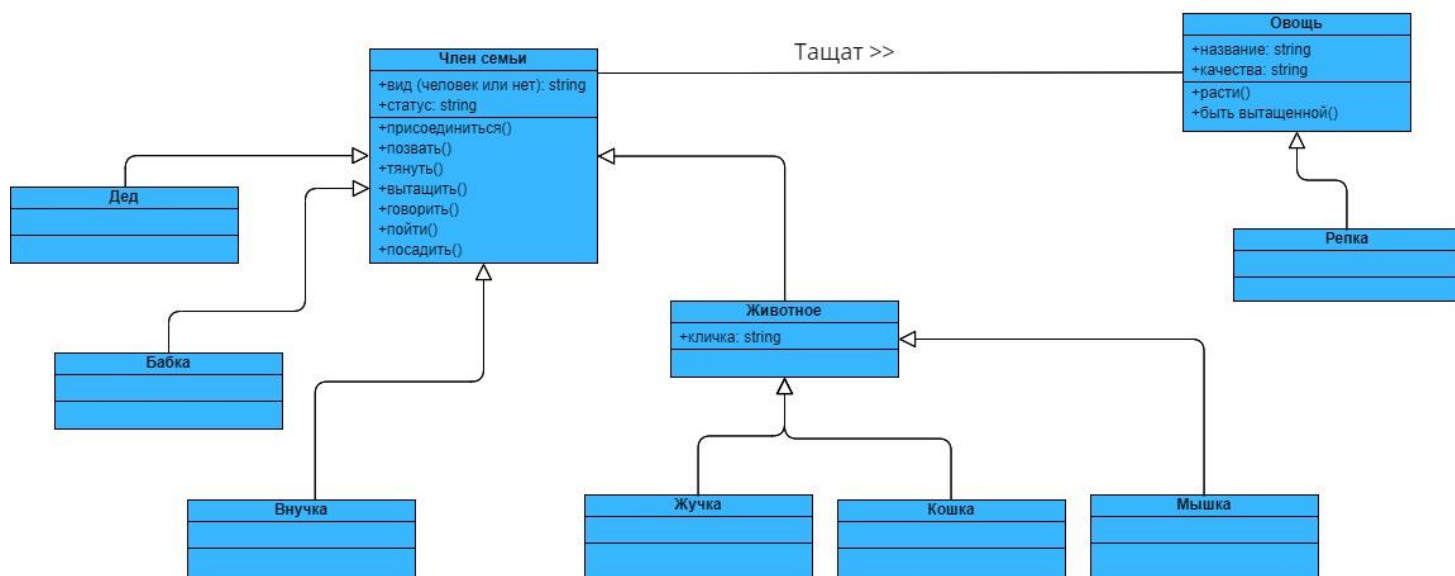 Овощь
+название: string
+качества: string
+расти()
+быть вытащенной()
Тащат >>
Член семьи
+вид (человек или нет): string
+статус: string
+присоединиться()
+позвать()
+тянуть()
+вытащить()
+говорить()
+пойти()
+посадить()
Дед
Репка
Животное
+кличка: string
Бабка
Внучка
Жучка
Кошка
Мышка